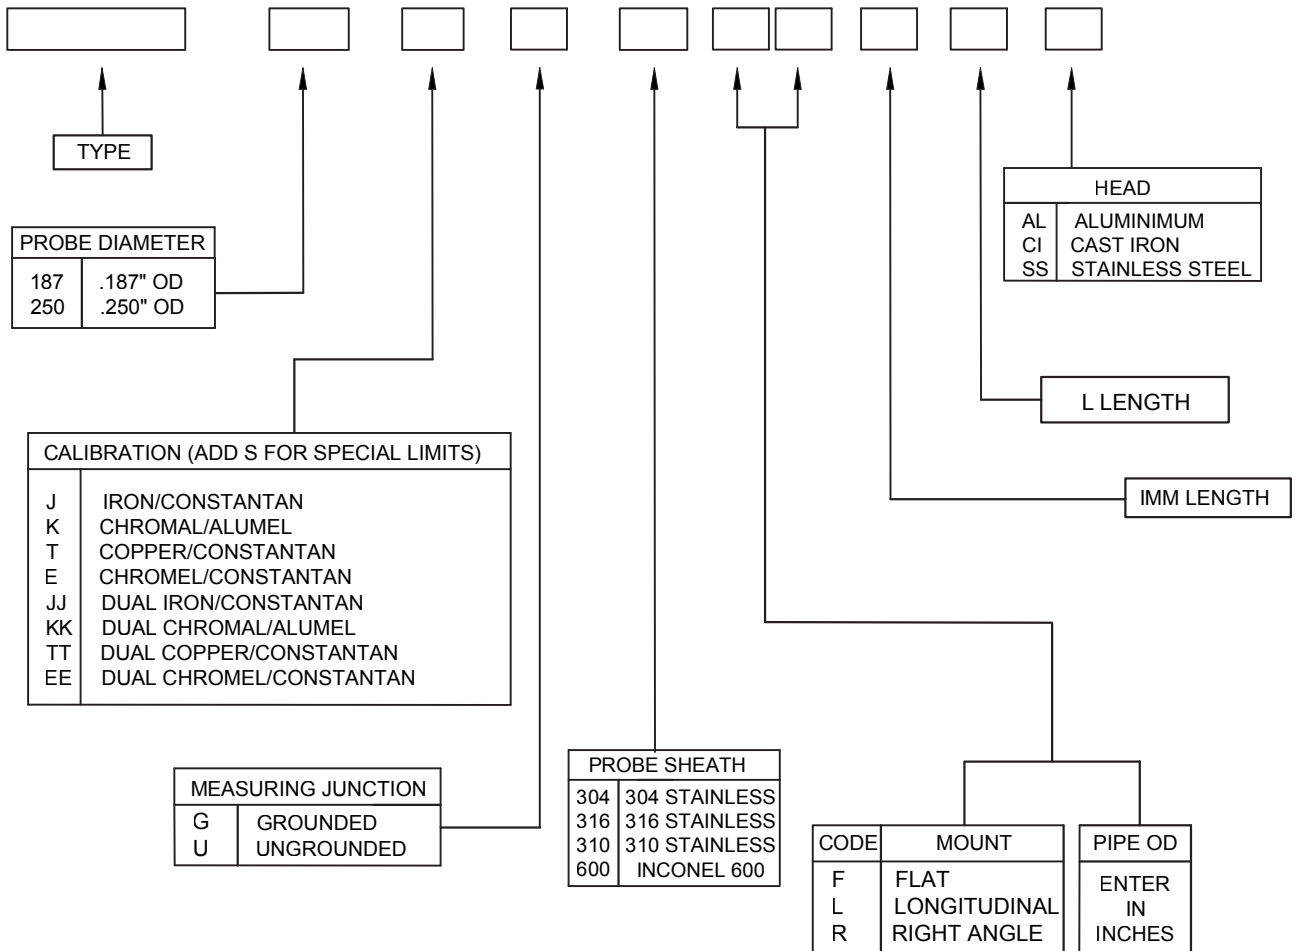 TYPE
PROBE DIAMETER
187 .187" OD
250 .250" OD
CALIBRATION (ADD S FOR SPECIAL LIMITS)
J IRON/CONSTANTAN
K CHROMAL/ALUMEL
T COPPER/CONSTANTAN
E CHROMEL/CONSTANTAN
JJ DUAL IRON/CONSTANTAN
KK DUAL CHROMAL/ALUMEL
TT DUAL COPPER/CONSTANTAN
EE DUAL CHROMEL/CONSTANTAN
MEASURING JUNCTION
G GROUNDED
U UNGROUNDED
PROBE SHEATH
304 304 STAINLESS
316 316 STAINLESS
310 310 STAINLESS
600 INCONEL 600
CODE MOUNT
F FLAT
L LONGITUDINAL
R RIGHT ANGLE
PIPE OD
ENTER
IN
INCHES
IMM LENGTH
L LENGTH
HEAD
AL ALUMINIMUM
CI CAST IRON
SS STAINLESS STEEL